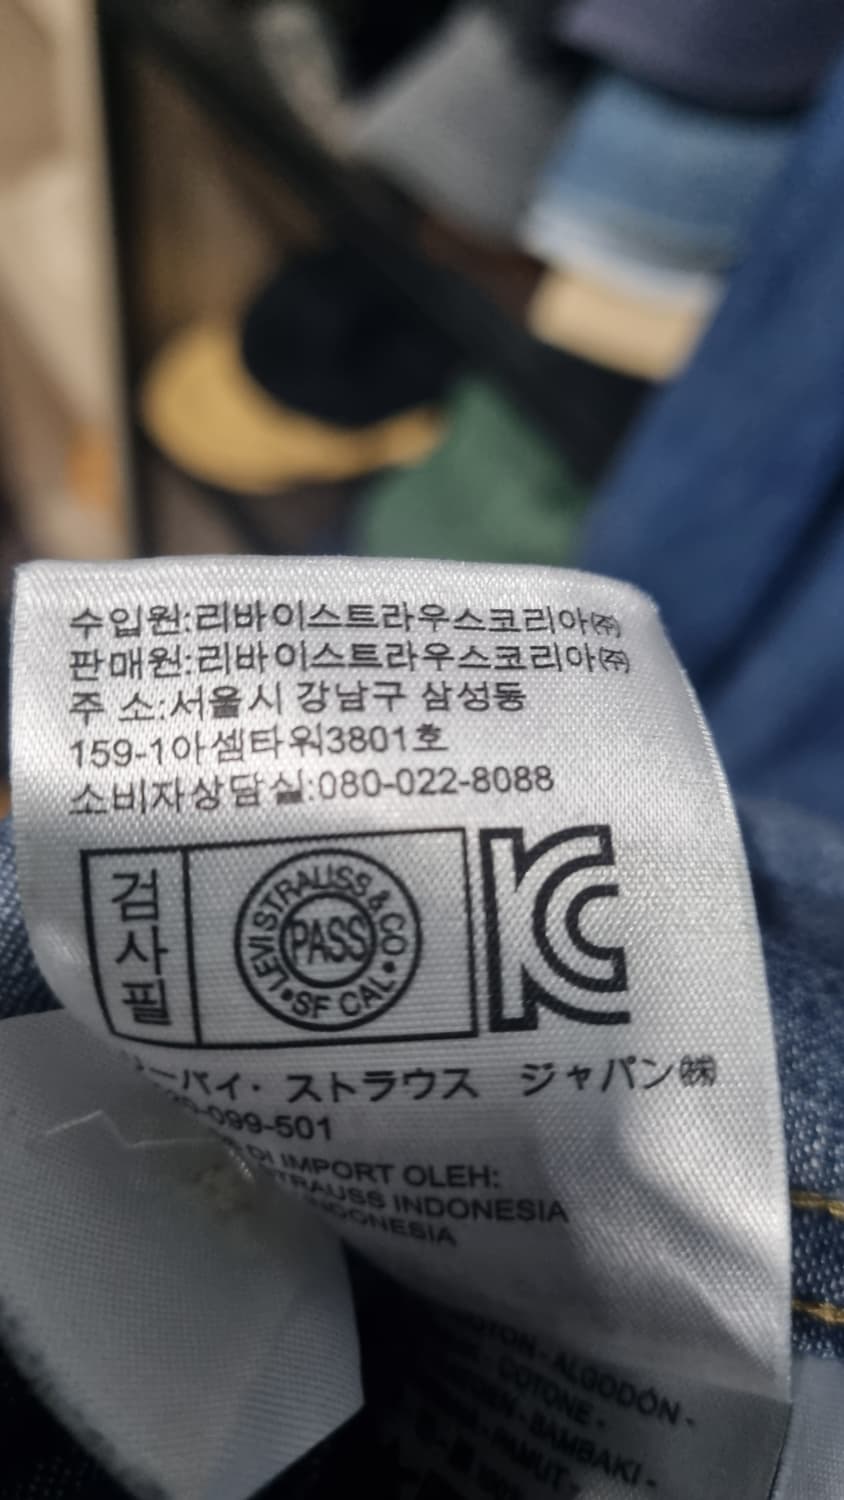 수입원:리바이스트라우스코리아㈜
판매원:리바이스트라우스코리아㈜
주 소:서울시 강남구 삼성동
159-1아셈타워3801호
소비자상담실:080-022-8088
검사필
LEVI STRAUSS & CO
PASS
SF CAL
KC
ーバイ・ストラウス ジャパン㈱
-099-501
DI IMPORT OLEH:
STRAUSS INDONESIA
INDONESIA
ALGODÓN -
COTONE -
BAMBAKI -
PAMUT -